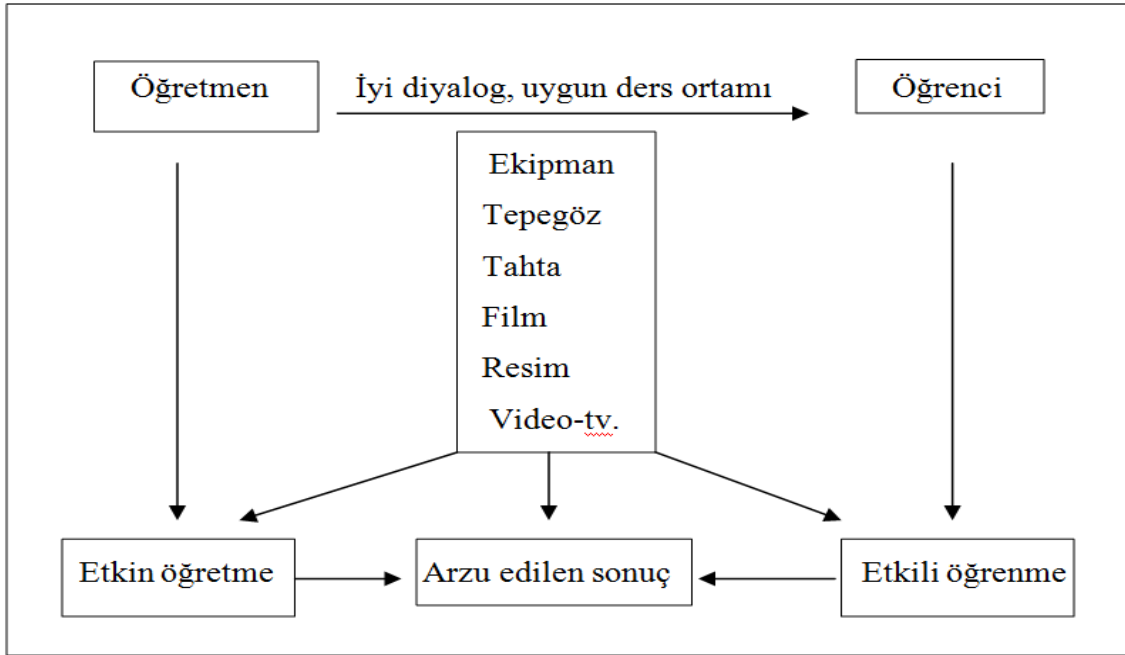 Öğretmen
İyi diyalog, uygun ders ortamı
Öğrenci
Ekipman
Tepegöz
Tahta
Film
Resim
Video-tv.
Etkin öğretme
Arzu edilen sonuç
Etkili öğrenme